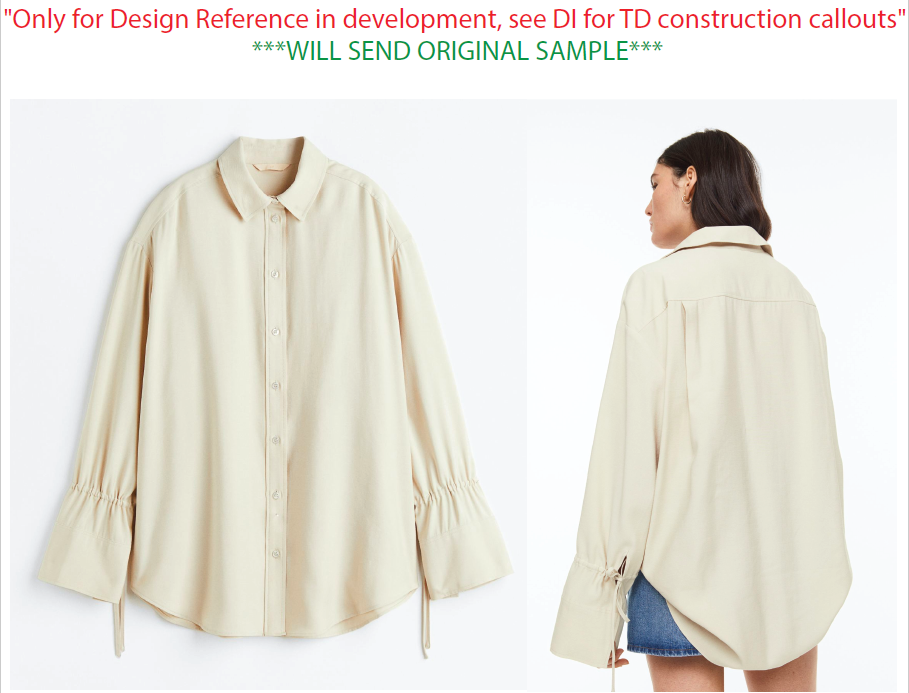 "Only for Design Reference in development, see DI for TD construction callouts"
***WILL SEND ORIGINAL SAMPLE***